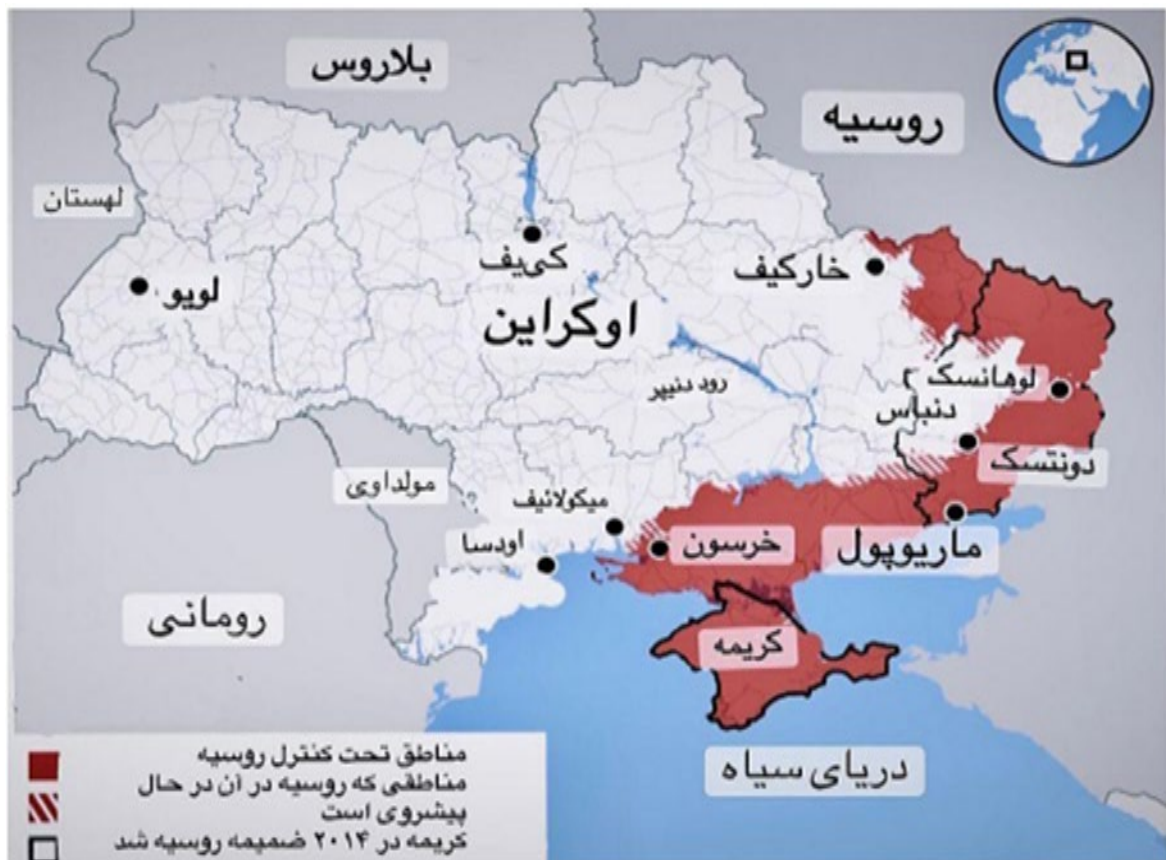 بلاروس
روسیه
لهستان
کی‌یف
خارکیف
لویو
اوکراین
رود دنیپر
لوهانسک
دنباس
دونتسک
مولداوی
میکولائیف
اودسا
خرسون
ماریوپول
رومانی
کریمه
دریای سیاه
مناطق تحت کنترل روسیه
مناطقی که روسیه در آن در حال
پیشروی است
کریمه در ۲۰۱۴ ضمیمه روسیه شد